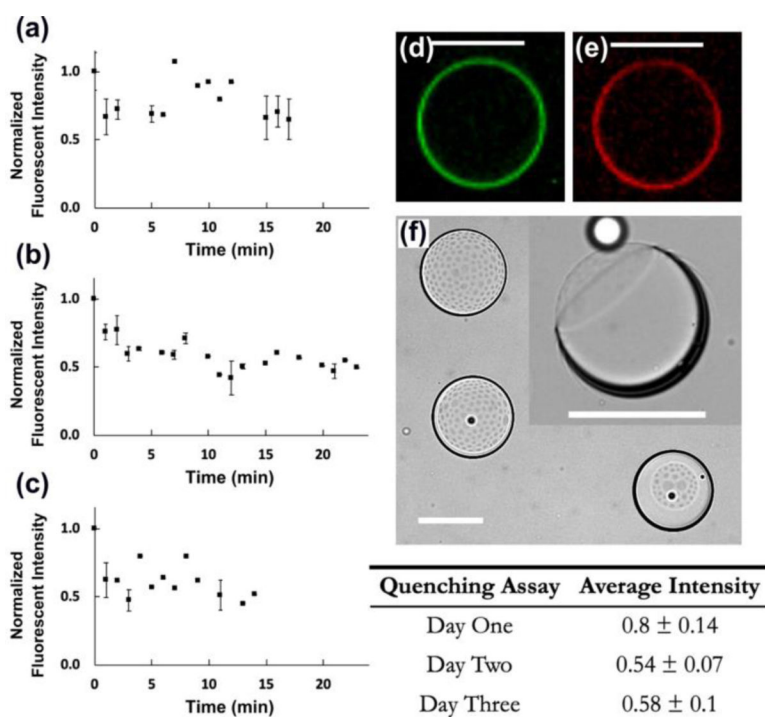 (a)
Normalized
Fluorescent Intensity
1.0
0.5
0.0
0 5 10 15 20
Time (min)
(b)
Normalized
Fluorescent Intensity
1.0
0.5
0.0
0 5 10 15 20
Time (min)
(c)
Normalized
Fluorescent Intensity
1.0
0.5
0.0
0 5 10 15 20
Time (min)
(d)
(e)
(f)
Quenching Assay Average Intensity
Day One 0.8 ± 0.14
Day Two 0.54 ± 0.07
Day Three 0.58 ± 0.1